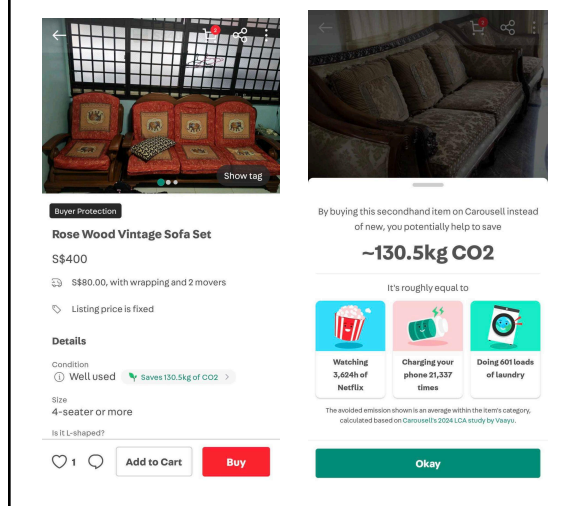 2
Show tag
Buyer Protection
Rose Wood Vintage Sofa Set
S$400
S$80.00, with wrapping and 2 movers
Listing price is fixed
Details
Condition
Well used
Saves 130.5kg of CO2 >
Size
4-seater or more
Is it L-shaped?
1
Add to Cart
Buy
By buying this secondhand item on Carousell instead
of new, you potentially help to save
~130.5kg CO2
It's roughly equal to
Watching
3,624h of
Netflix
Charging your
phone 21,337
times
Doing 601 loads
of laundry
The avoided emission shown is an average within the item's category,
calculated based on Carousell's 2024 LCA study by Vaayu.
Okay